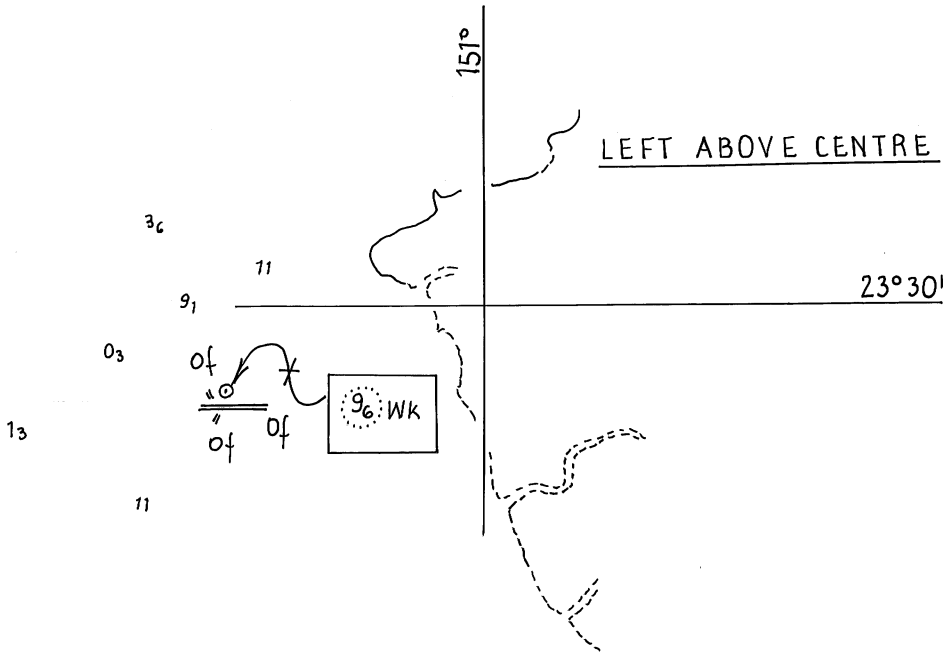 151°
LEFT ABOVE CENTRE
3₆
11
23°30'
9₁
0₃
Of
9₆ Wk
1₃
Of
Of
11